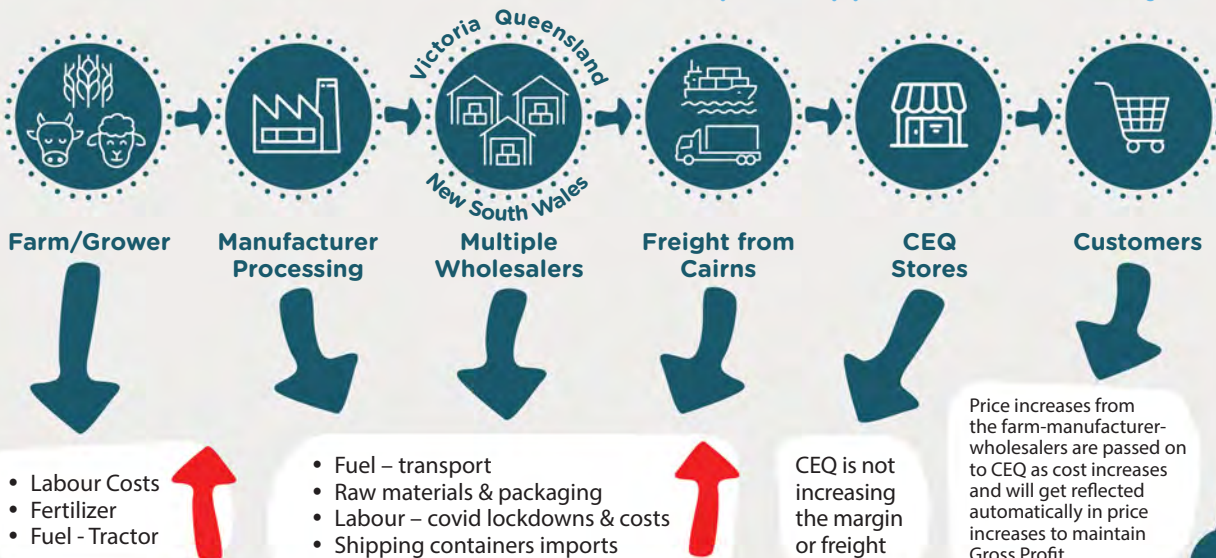 Victoria Queensland
New South Wales
Farm/Grower
Manufacturer
Processing
Multiple
Wholesalers
Freight from
Cairns
CEQ
Stores
Customers
• Labour Costs
• Fertilizer
• Fuel - Tractor
• Fuel – transport
• Raw materials & packaging
• Labour – covid lockdowns & costs
• Shipping containers imports
CEQ is not
increasing
the margin
or freight
Price increases from
the farm-manufacturer-
wholesalers are passed on
to CEQ as cost increases
and will get reflected
automatically in price
increases to maintain
Gross Profit